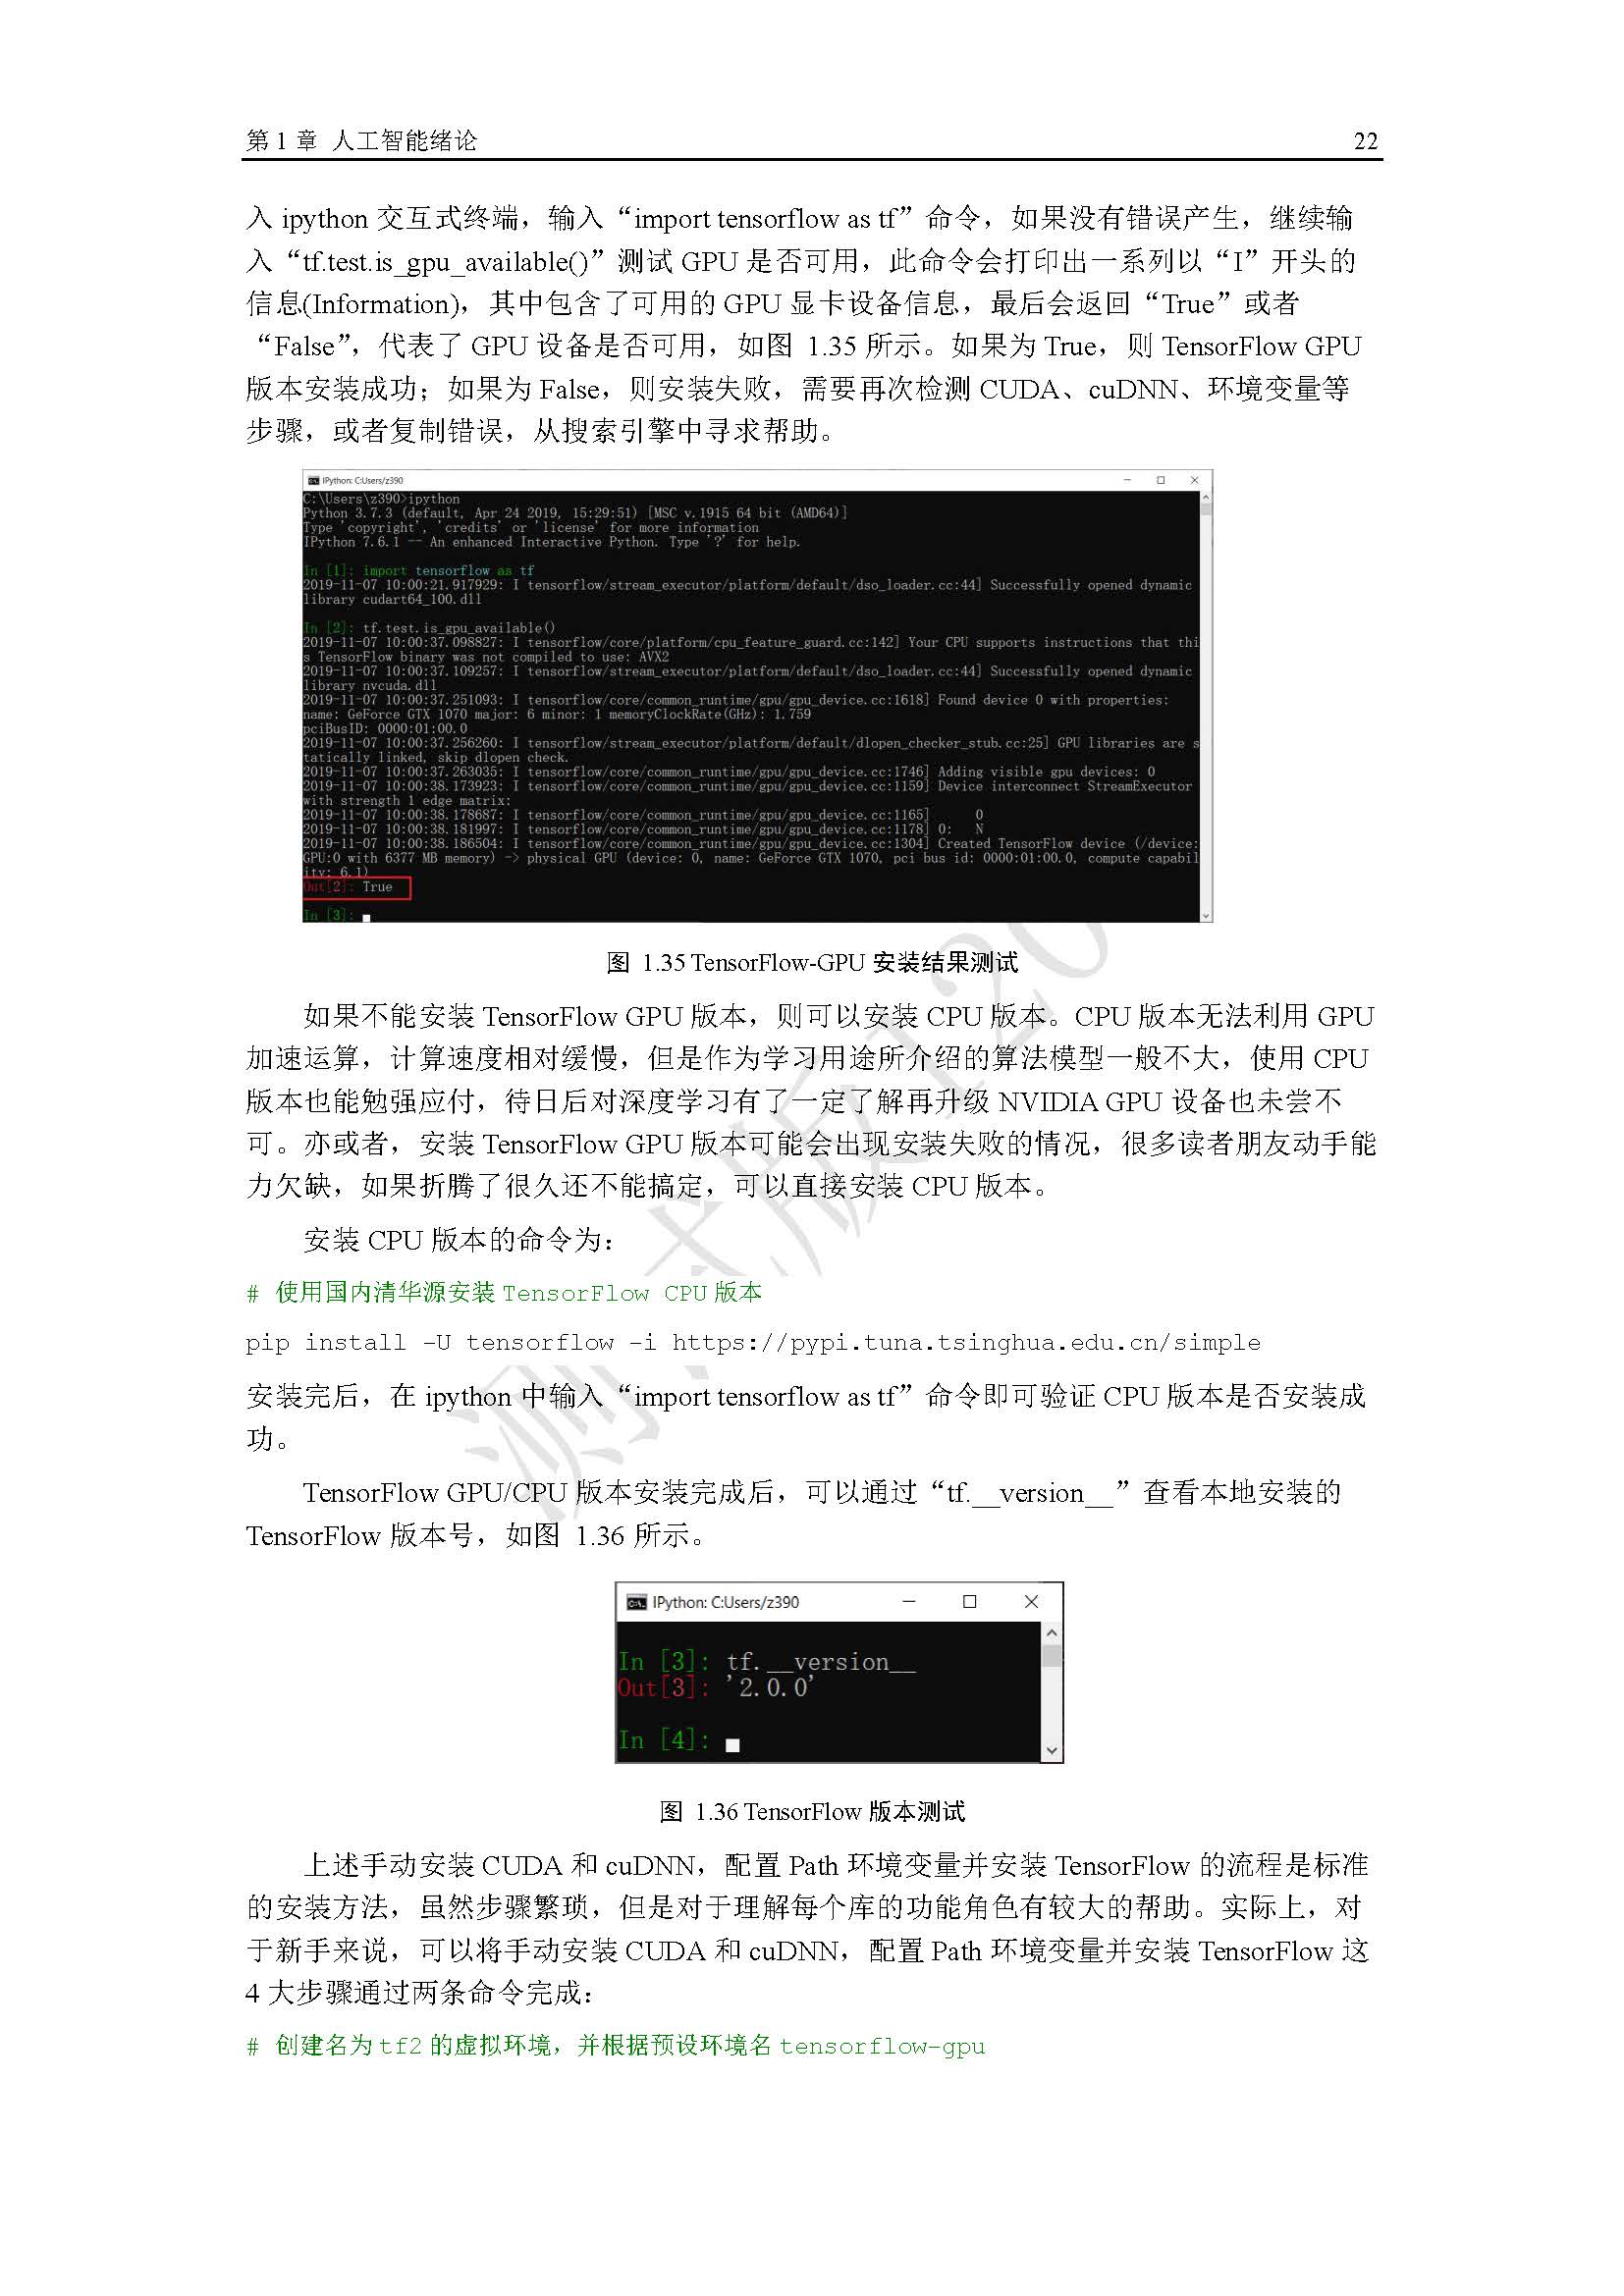 第 1 章 人工智能绪论 22
入 ipython 交互式终端，输入“import tensorflow as tf”命令，如果没有错误产生，继续输
入“tf.test.is_gpu_available()”测试 GPU 是否可用，此命令会打印出一系列以“I”开头的
信息(Information)，其中包含了可用的 GPU 显卡设备信息，最后会返回“True”或者
“False”，代表了 GPU 设备是否可用，如图 1.35 所示。如果为 True，则 TensorFlow GPU
版本安装成功；如果为 False，则安装失败，需要再次检测 CUDA、cuDNN、环境变量等
步骤，或者复制错误，从搜索引擎中寻求帮助。
IPython: C:Users/z390
C:\Users\z390>ipython
Python 3.7.3 (default, Apr 24 2019, 15:29:51) [MSC v.1915 64 bit (AMD64)]
Type 'copyright', 'credits' or 'license' for more information
IPython 7.6.1 -- An enhanced Interactive Python. Type '?' for help.
In [1]: import tensorflow as tf
2019-11-07 10:00:21.917929: I tensorflow/stream_executor/platform/default/dso_loader.cc:44] Successfully opened dynamic
library cudart64_100.dll
In [2]: tf.test.is_gpu_available()
2019-11-07 10:00:37.098827: I tensorflow/core/platform/cpu_feature_guard.cc:142] Your CPU supports instructions that thi
s TensorFlow binary was not compiled to use: AVX2
2019-11-07 10:00:37.109257: I tensorflow/stream_executor/platform/default/dso_loader.cc:44] Successfully opened dynamic
library nvcuda.dll
2019-11-07 10:00:37.251093: I tensorflow/core/common_runtime/gpu/gpu_device.cc:1618] Found device 0 with properties:
name: GeForce GTX 1070 major: 6 minor: 1 memoryClockRate(GHz): 1.759
pciBusID: 0000:01:00.0
2019-11-07 10:00:37.256260: I tensorflow/stream_executor/platform/default/dlopen_checker_stub.cc:25] GPU libraries are s
tatically linked, skip dlopen check.
2019-11-07 10:00:37.263035: I tensorflow/core/common_runtime/gpu/gpu_device.cc:1746] Adding visible gpu devices: 0
2019-11-07 10:00:38.173923: I tensorflow/core/common_runtime/gpu/gpu_device.cc:1159] Device interconnect StreamExecutor
with strength 1 edge matrix:
2019-11-07 10:00:38.178687: I tensorflow/core/common_runtime/gpu/gpu_device.cc:1165] 0
2019-11-07 10:00:38.181997: I tensorflow/core/common_runtime/gpu/gpu_device.cc:1178] 0: N
2019-11-07 10:00:38.186504: I tensorflow/core/common_runtime/gpu/gpu_device.cc:1304] Created TensorFlow device (/device:
GPU:0 with 6377 MB memory) -> physical GPU (device: 0, name: GeForce GTX 1070, pci bus id: 0000:01:00.0, compute capabil
ity: 6.1)
Out[2]: True
In [3]:
图 1.35 TensorFlow-GPU 安装结果测试
如果不能安装 TensorFlow GPU 版本，则可以安装 CPU 版本。CPU 版本无法利用 GPU
加速运算，计算速度相对缓慢，但是作为学习用途所介绍的算法模型一般不大，使用 CPU
版本也能勉强应付，待日后对深度学习有了一定了解再升级 NVIDIA GPU 设备也未尝不
可。亦或者，安装 TensorFlow GPU 版本可能会出现安装失败的情况，很多读者朋友动手能
力欠缺，如果折腾了很久还不能搞定，可以直接安装 CPU 版本。
安装 CPU 版本的命令为：
# 使用国内清华源安装 TensorFlow CPU 版本
pip install -U tensorflow -i https://pypi.tuna.tsinghua.edu.cn/simple
安装完后，在 ipython 中输入“import tensorflow as tf”命令即可验证 CPU 版本是否安装成
功。
TensorFlow GPU/CPU 版本安装完成后，可以通过“tf.__version__”查看本地安装的
TensorFlow 版本号，如图 1.36 所示。
IPython: C:Users/z390
In [3]: tf.__version__
Out[3]: '2.0.0'
In [4]:
图 1.36 TensorFlow 版本测试
上述手动安装 CUDA 和 cuDNN，配置 Path 环境变量并安装 TensorFlow 的流程是标准
的安装方法，虽然步骤繁琐，但是对于理解每个库的功能角色有较大的帮助。实际上，对
于新手来说，可以将手动安装 CUDA 和 cuDNN，配置 Path 环境变量并安装 TensorFlow 这
4 大步骤通过两条命令完成：
# 创建名为 tf2 的虚拟环境，并根据预设环境名 tensorflow-gpu